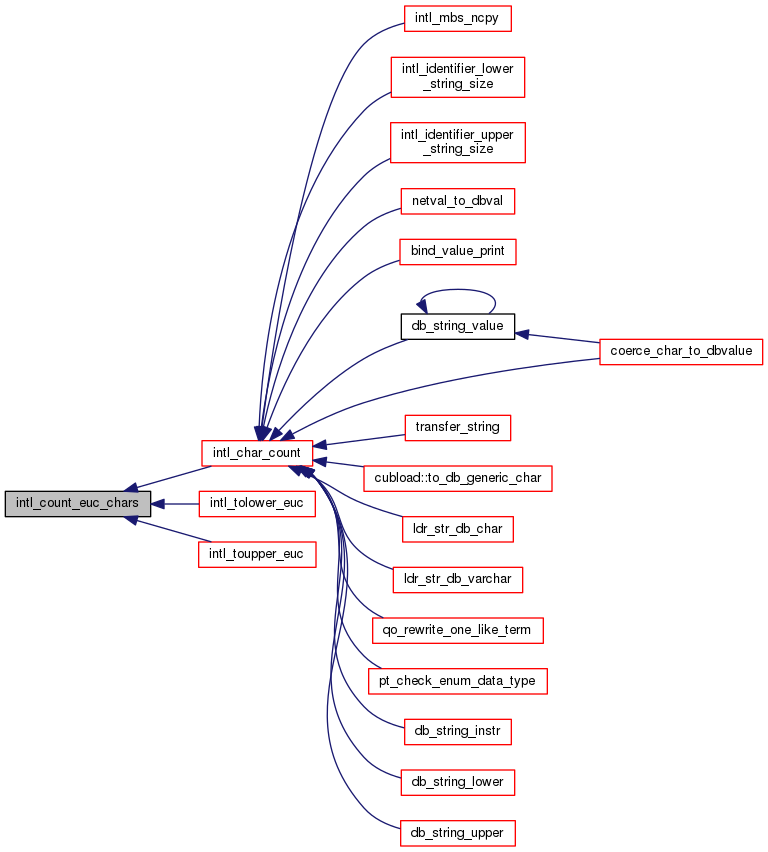 intl_mbs_ncpy
intl_identifier_lower
_string_size
intl_identifier_upper
_string_size
netval_to_dbval
bind_value_print
db_string_value
coerce_char_to_dbvalue
transfer_string
intl_char_count
cubload::to_db_generic_char
intl_count_euc_chars
intl_tolower_euc
ldr_str_db_char
intl_toupper_euc
ldr_str_db_varchar
qo_rewrite_one_like_term
pt_check_enum_data_type
db_string_instr
db_string_lower
db_string_upper